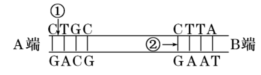 ①
CTGC CTTA
A端 ② B端
GACG GAAT